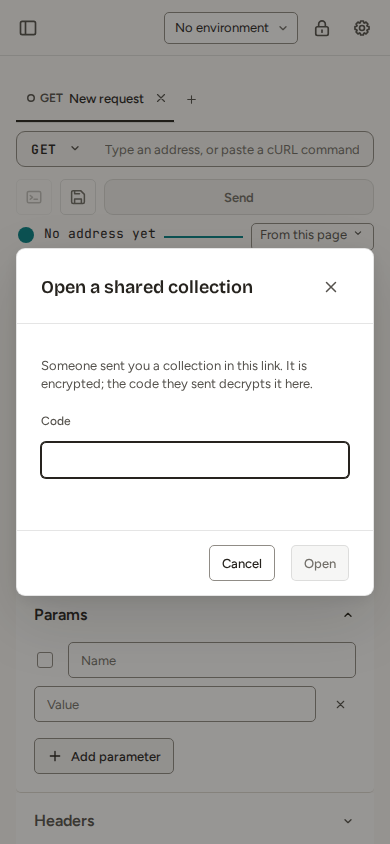 No environment
GET New request
GET
Type an address, or paste a cURL command
Send
No address yet
From this page
Open a shared collection
Someone sent you a collection in this link. It is
encrypted; the code they sent decrypts it here.
Code
Cancel
Open
Params
Name
Value
Add parameter
Headers